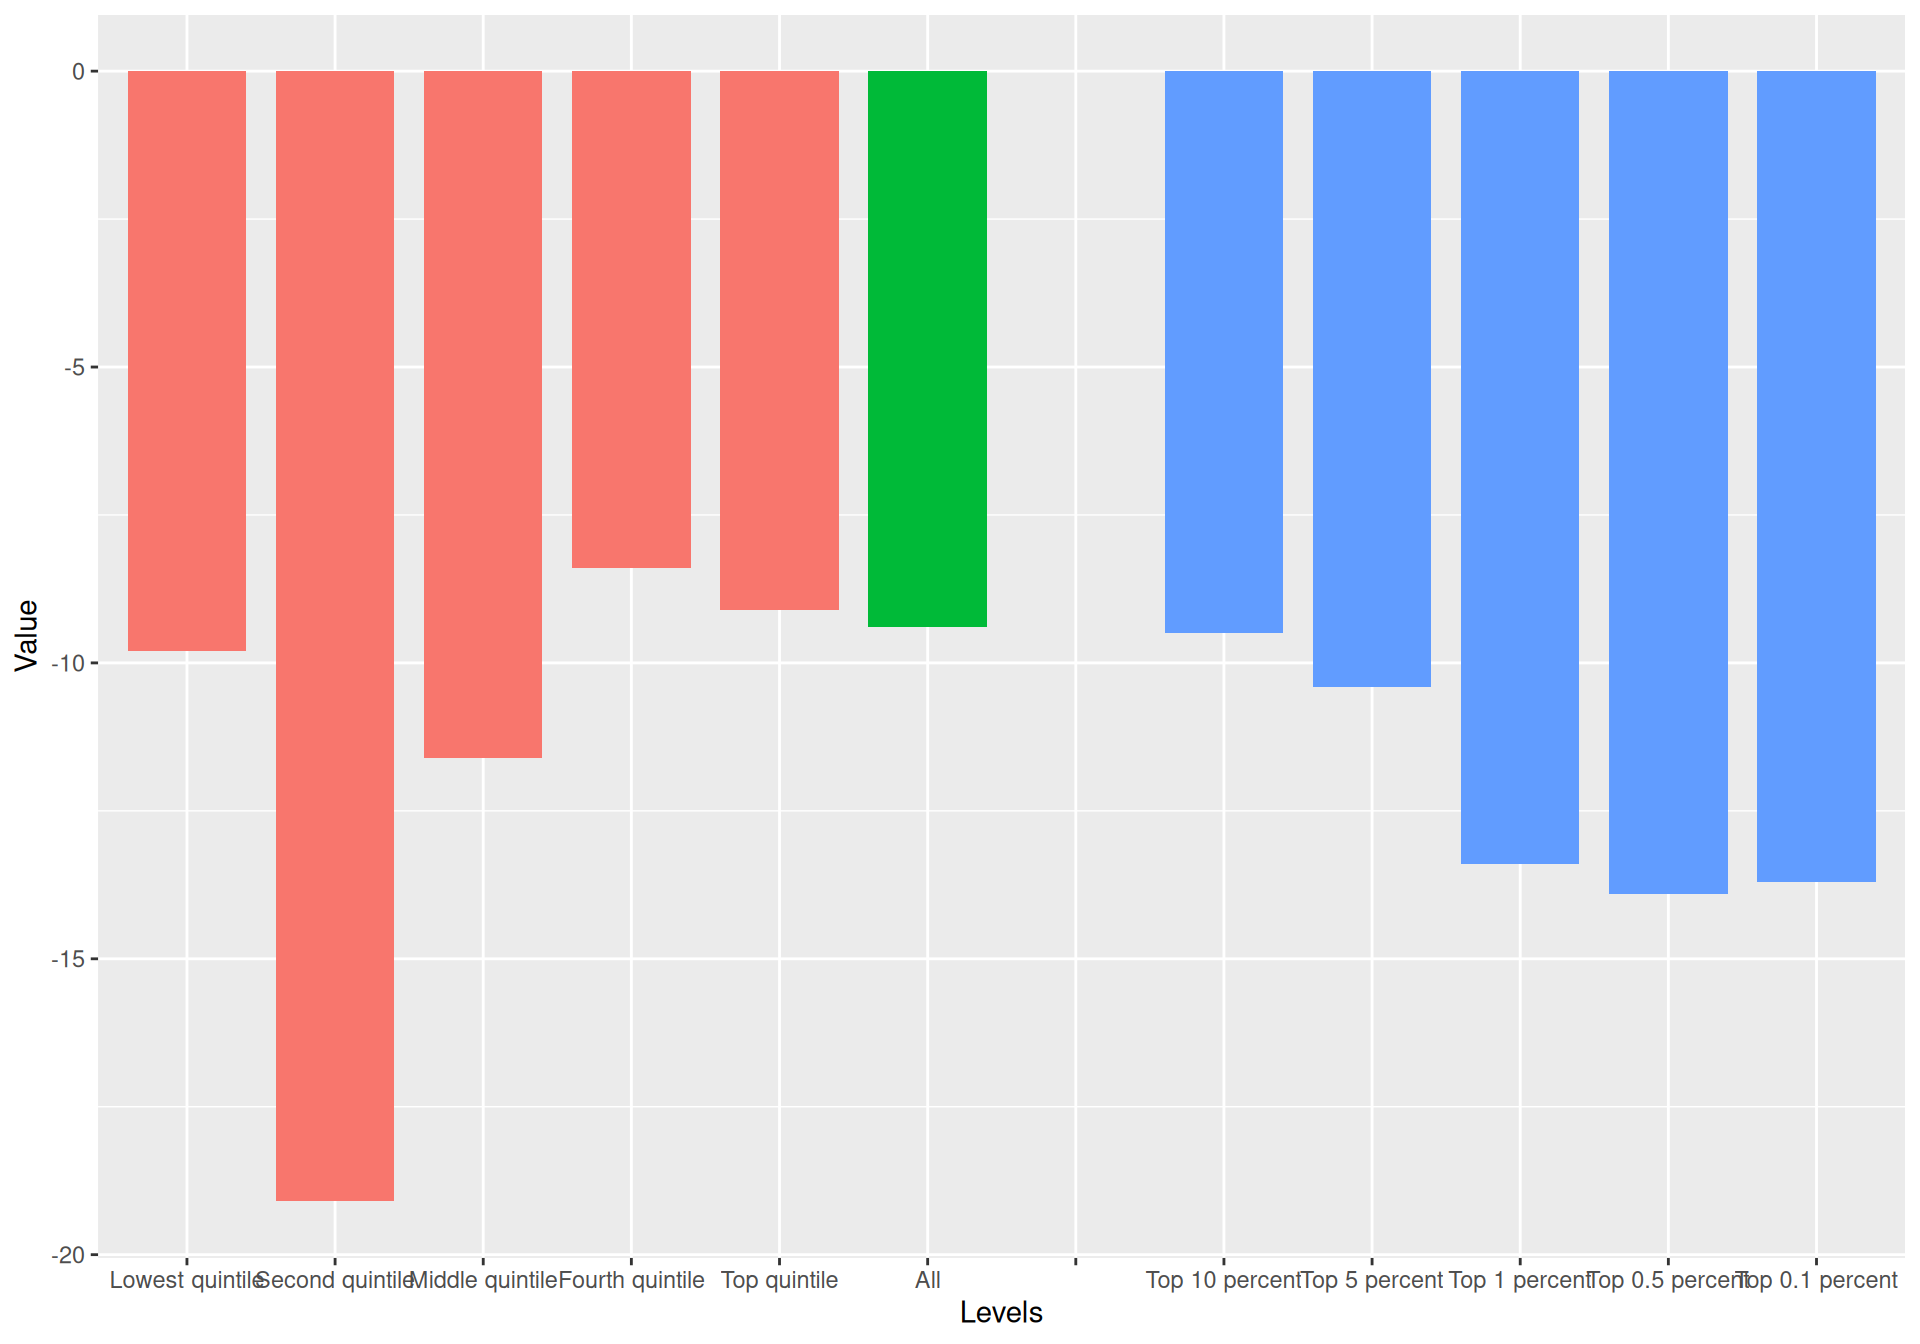 0
-5
-10
-15
-20
Value
Lowest quintile Second quintile Middle quintile Fourth quintile Top quintile All Top 10 percent Top 5 percent Top 1 percent Top 0.5 percent Top 0.1 percent
Levels